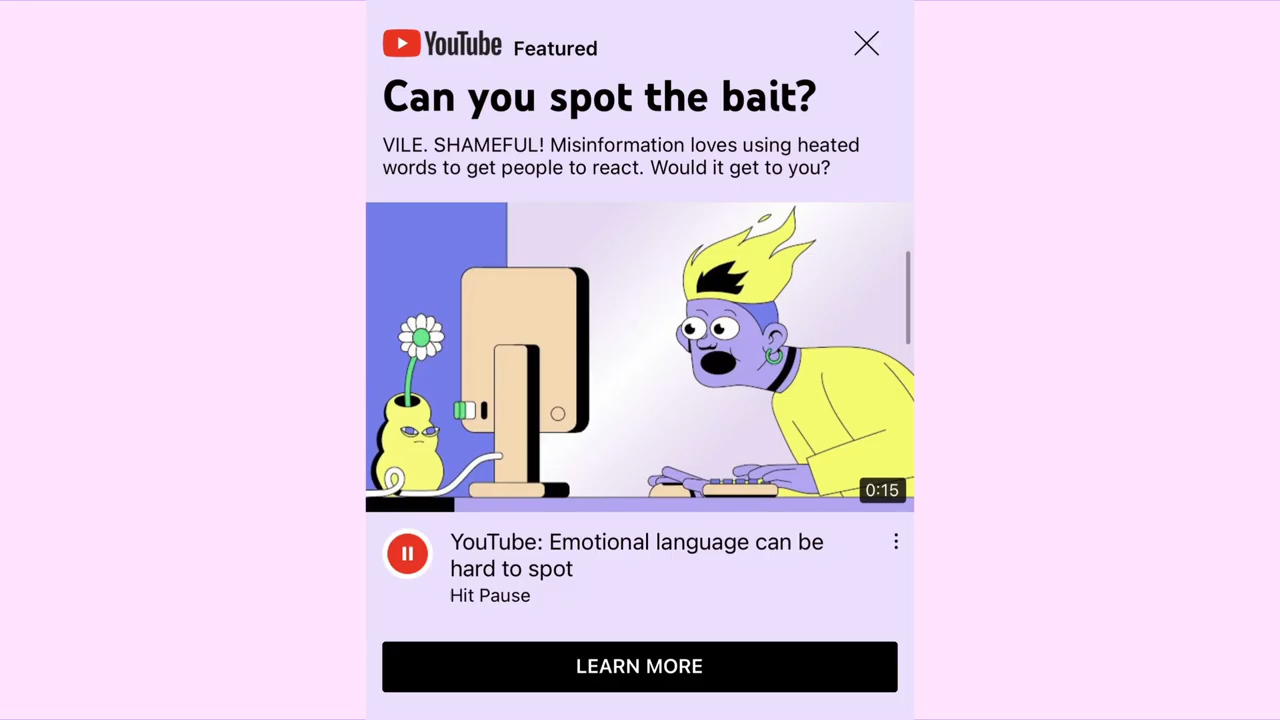 YouTube Featured
Can you spot the bait?
VILE. SHAMEFUL! Misinformation loves using heated
words to get people to react. Would it get to you?
0:15
YouTube: Emotional language can be
hard to spot
Hit Pause
LEARN MORE